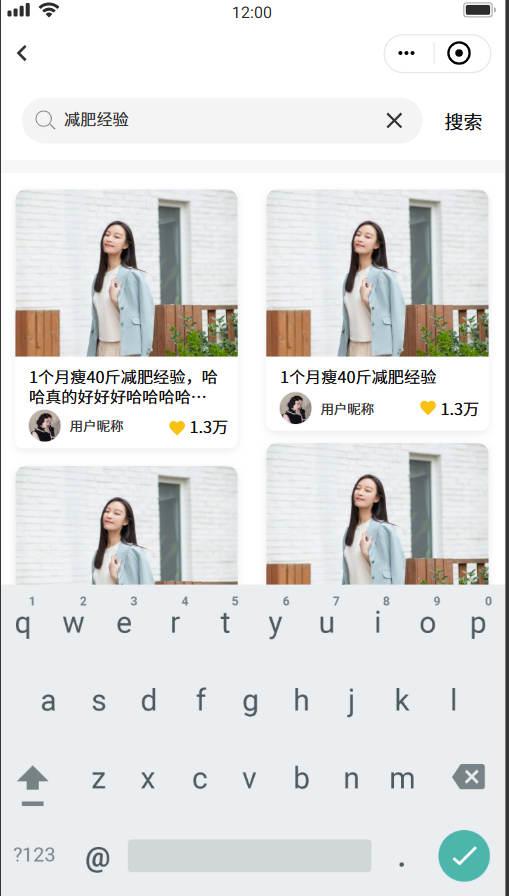 12:00
减肥经验
搜索
1个月瘦40斤减肥经验，哈
哈真的好好好哈哈哈哈…
用户昵称
1.3万
1个月瘦40斤减肥经验
用户昵称
1.3万
1 2 3 4 5 6 7 8 9 0
q w e r t y u i o p
a s d f g h j k l
z x c v b n m
?123 @ .